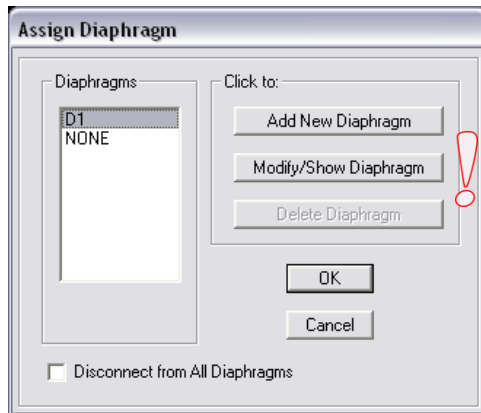 Assign Diaphragm
Diaphragms
D1
NONE
Click to:
Add New Diaphragm
Modify/Show Diaphragm
Delete Diaphragm
!
OK
Cancel
Disconnect from All Diaphragms